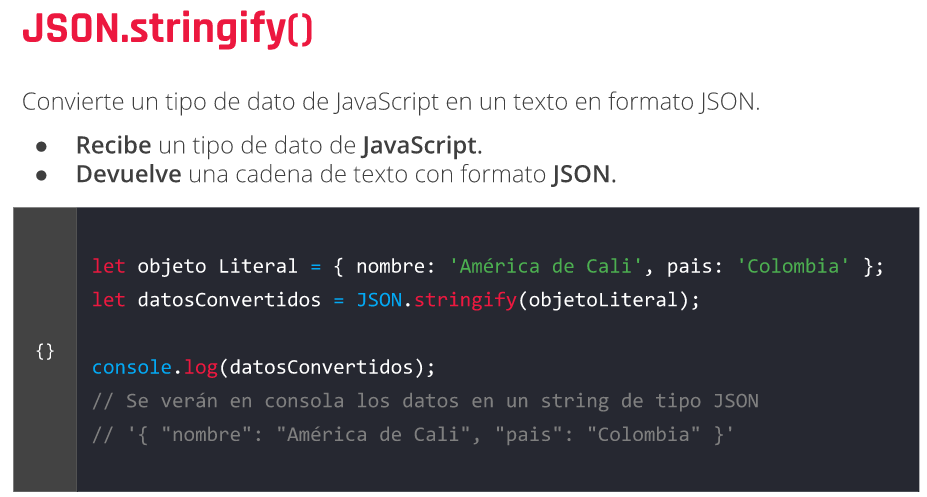 JSON.stringify()
Convierte un tipo de dato de JavaScript en un texto en formato JSON.
● Recibe un tipo de dato de JavaScript.
● Devuelve una cadena de texto con formato JSON.
let objeto Literal = { nombre: 'América de Cali', pais: 'Colombia' };
let datosConvertidos = JSON.stringify(objetoLiteral);
{}
console.log(datosConvertidos);
// Se verán en consola los datos en un string de tipo JSON
// '{ "nombre": "América de Cali", "pais": "Colombia" }'